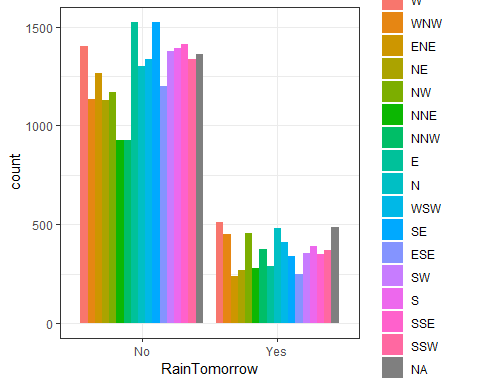 1500
1000
500
0
count
No
Yes
RainTomorrow
W
WNW
ENE
NE
NW
NNE
NNW
E
N
WSW
SE
ESE
SW
S
SSE
SSW
NA